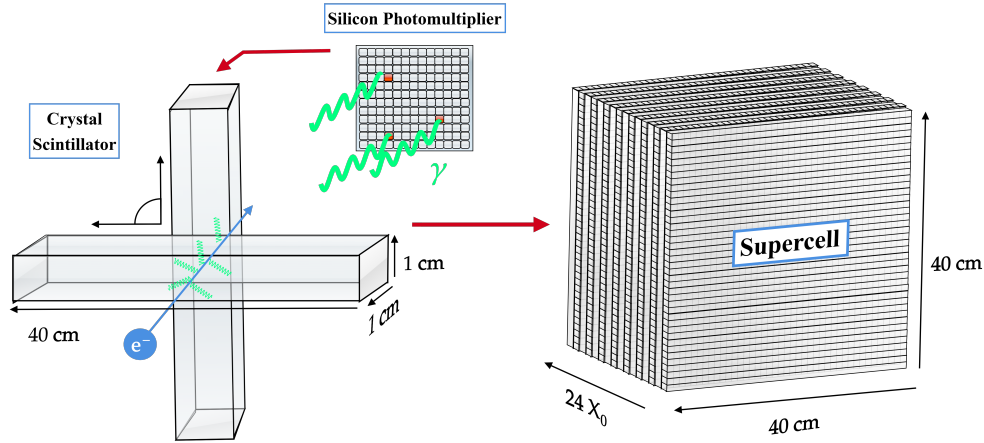 Silicon Photomultiplier
Crystal
Scintillator
γ
1 cm
1 cm
40 cm
e⁻
Supercell
40 cm
24 X₀
40 cm